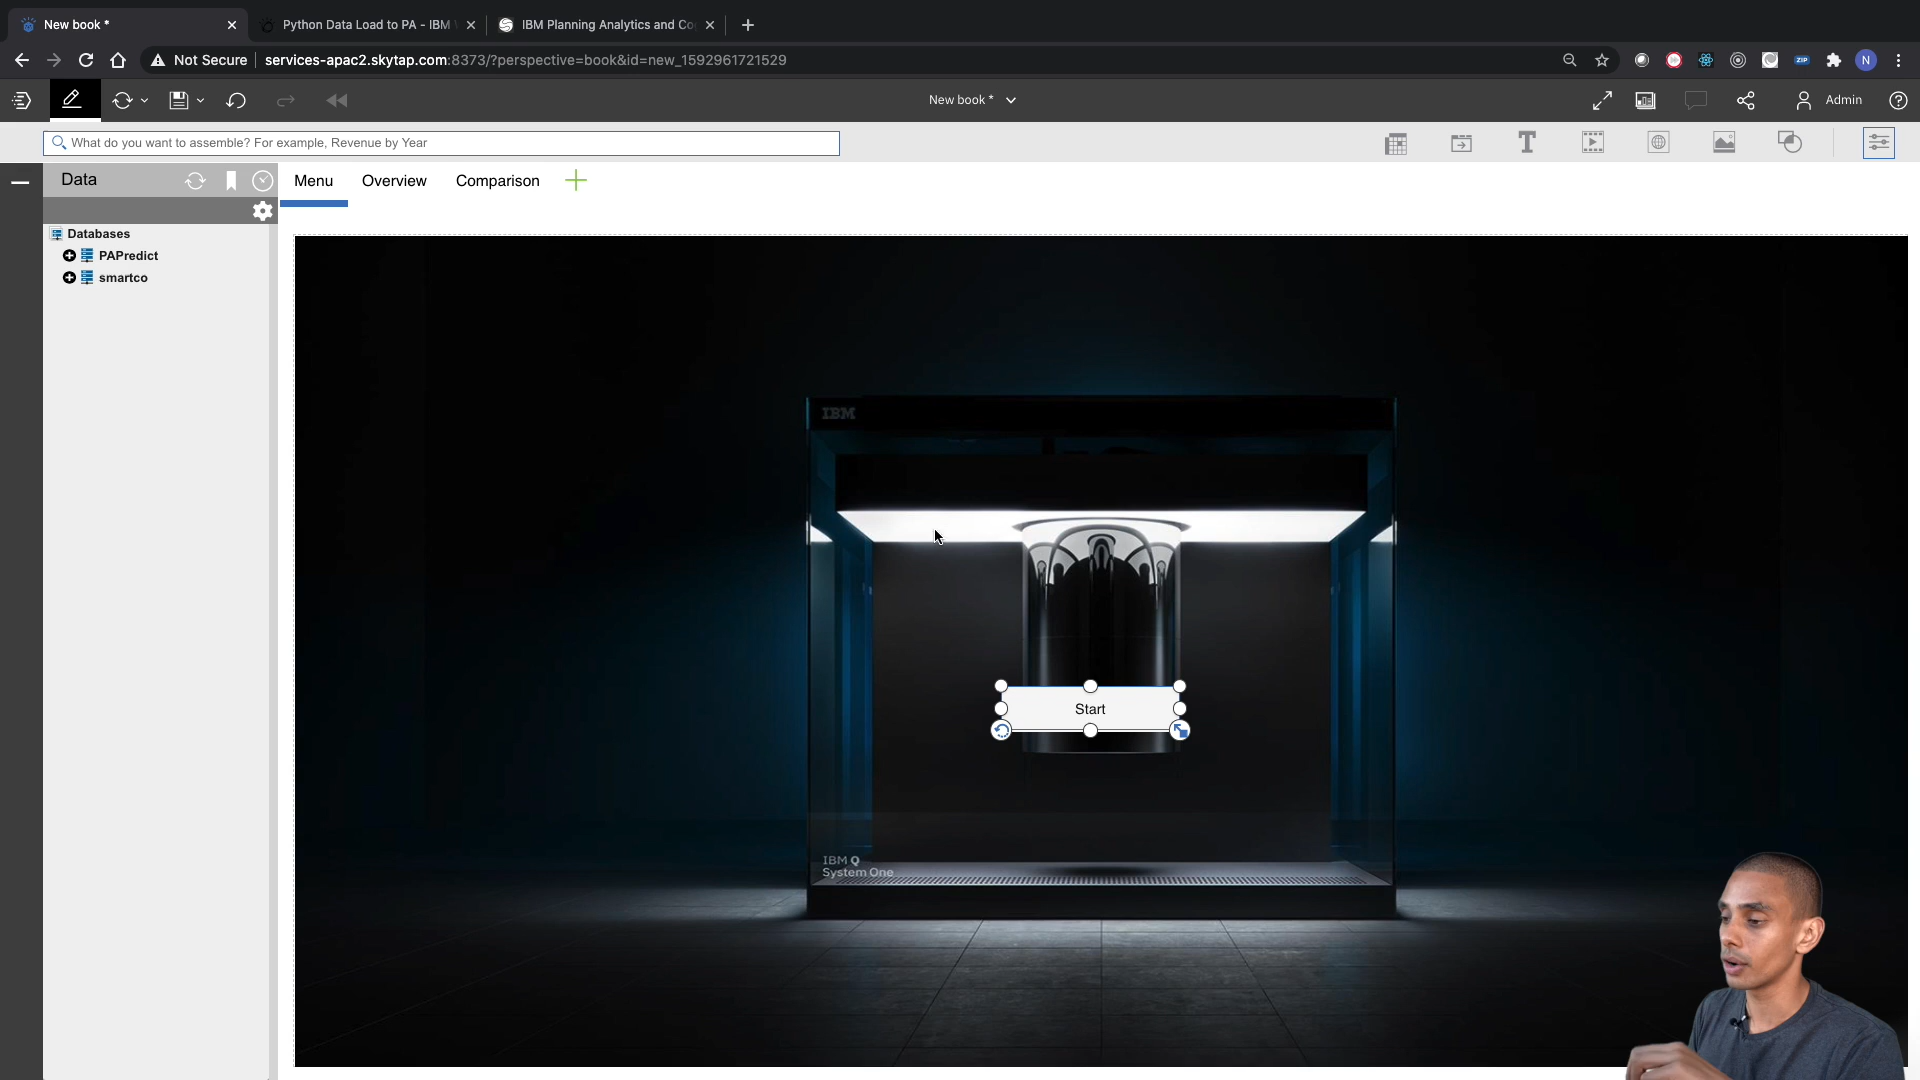 New book *
Python Data Load to PA - IBM
IBM Planning Analytics and Co
Not Secure
services-apac2.skytap.com:8373/?perspective=book&id=new_1592961721529
ZIP
N
New book *
Admin
What do you want to assemble? For example, Revenue by Year
Data
Menu
Overview
Comparison
Databases
PAPredict
smartco
IBM
Start
IBM Q
System One